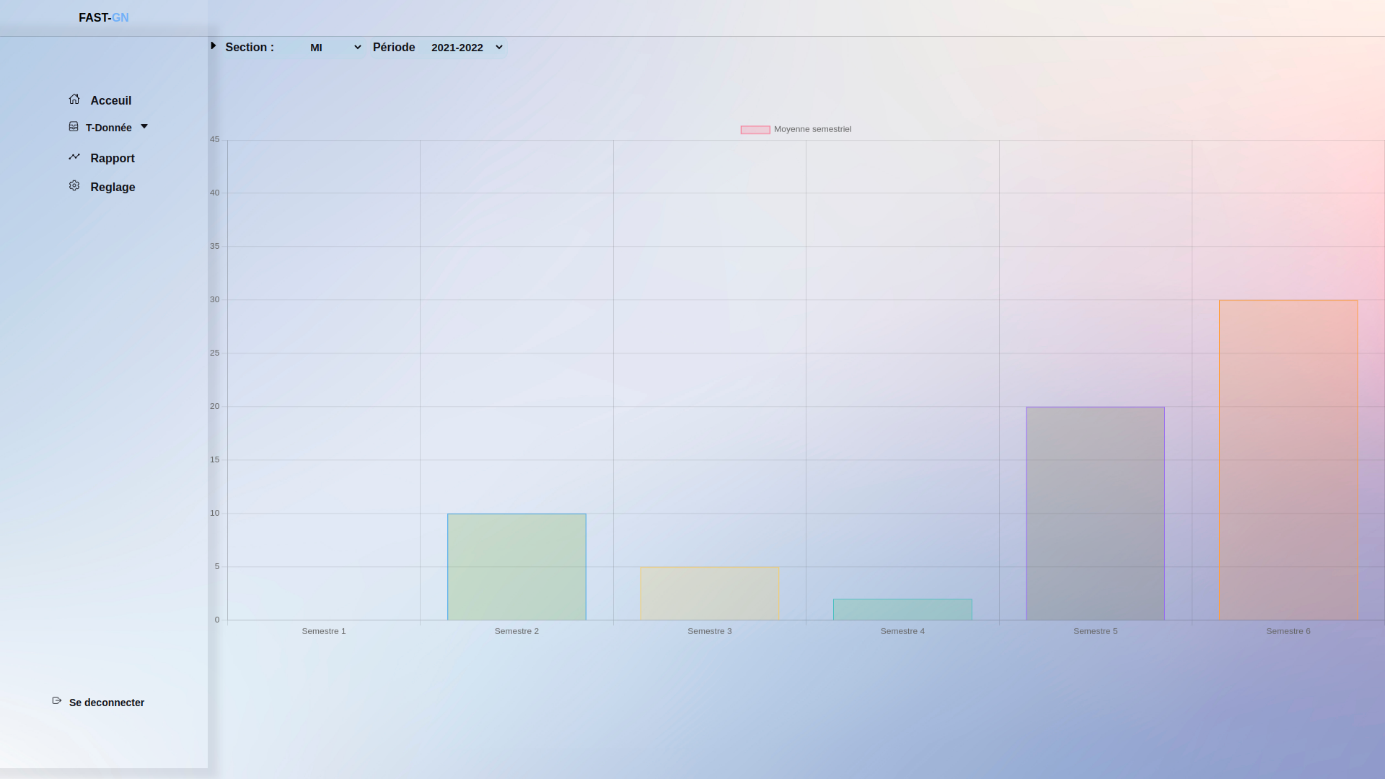 FAST-GN
Section : MI Période 2021-2022
Acceuil
T-Donnée
Rapport
Reglage
Se deconnecter
Moyenne semestriel
45
40
35
30
25
20
15
10
5
0
Semestre 1 Semestre 2 Semestre 3 Semestre 4 Semestre 5 Semestre 6